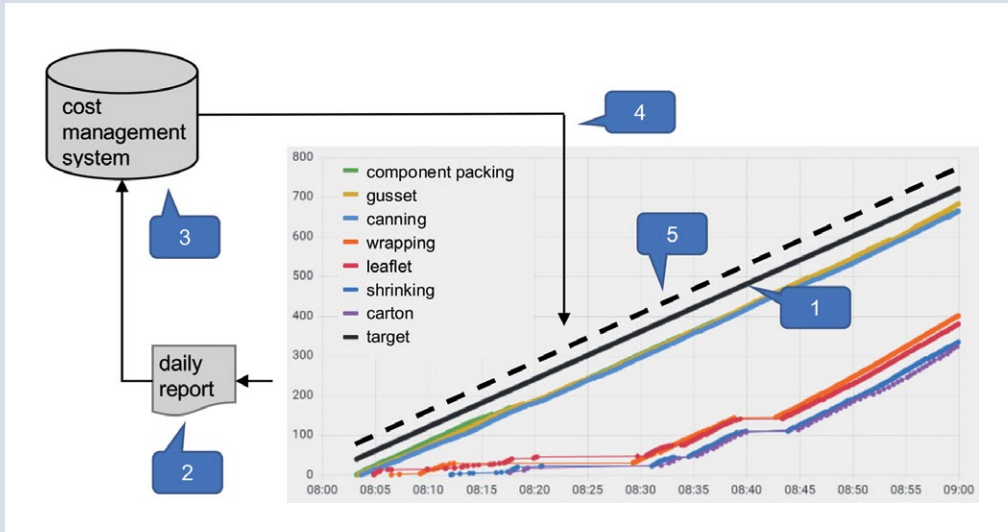 cost
management
system
4
3
800
700
600
500
400
300
200
100
0
component packing
gusset
canning
wrapping
leaflet
shrinking
carton
target
5
1
daily
report
2
08:00 08:05 08:10 08:15 08:20 08:25 08:30 08:35 08:40 08:45 08:50 08:55 09:00